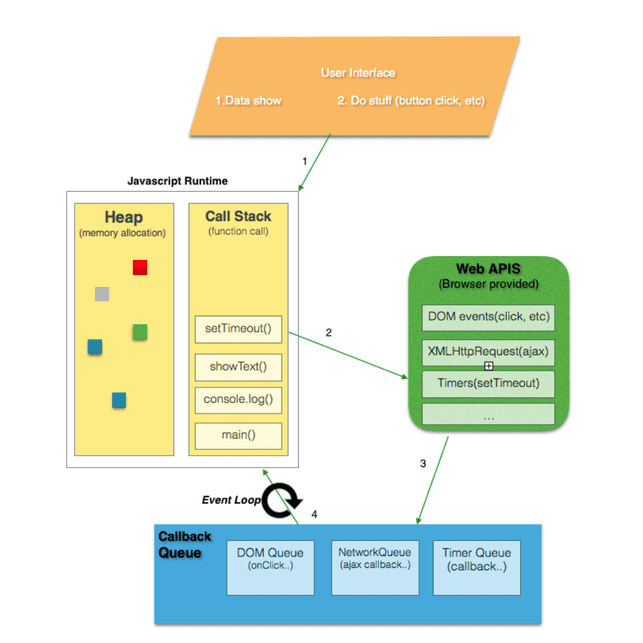 User Interface
1.Data show
2. Do stuff (button click, etc)
1
Javascript Runtime
Heap
(memory allocation)
Call Stack
(function call)
setTimeout()
showText()
console.log()
main()
2
Web APIS
(Browser provided)
DOM events(click, etc)
XMLHttpRequest(ajax)
Timers(setTimeout)
...
3
Event Loop
4
Callback
Queue
DOM Queue
(onClick..)
NetworkQueue
(ajax callback..)
Timer Queue
(callback..)